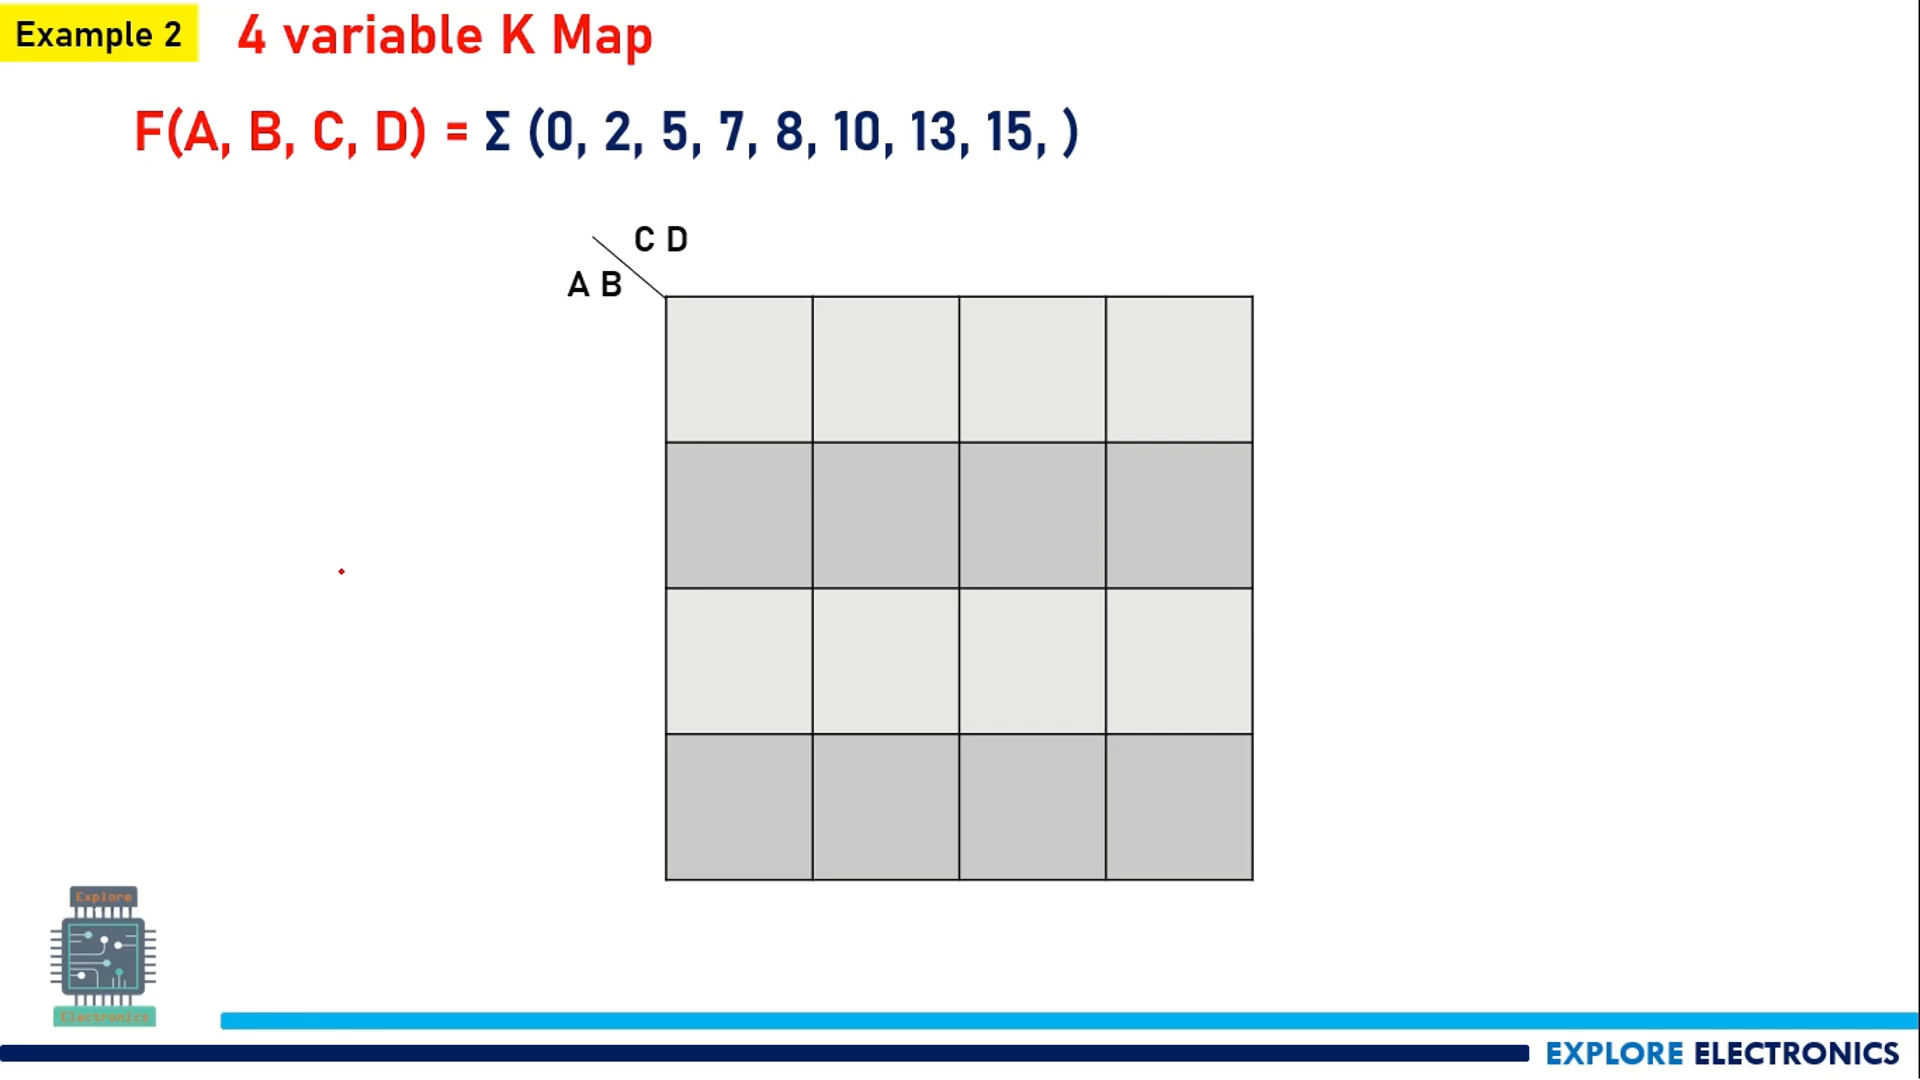 Example 2
4 variable K Map
F(A, B, C, D) = Σ (0, 2, 5, 7, 8, 10, 13, 15, )
C D
A B
Explore
Electronics
EXPLORE ELECTRONICS